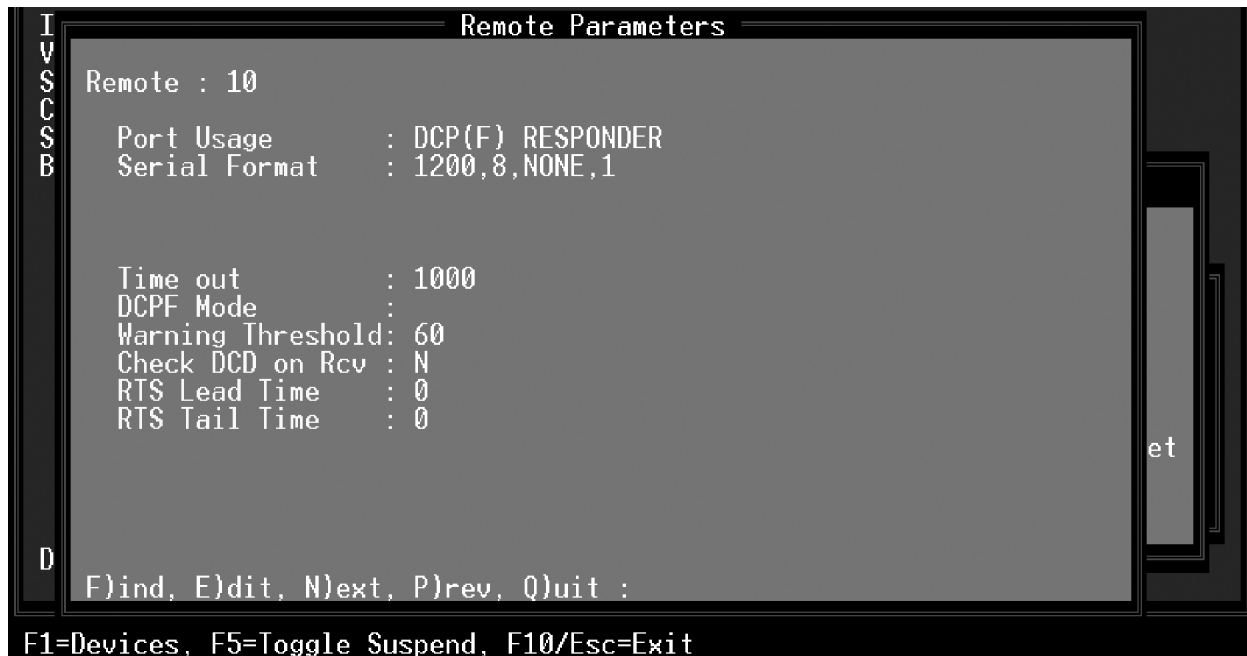 Remote Parameters
I
V
S
C
S
B
Remote : 10
Port Usage : DCP(F) RESPONDER
Serial Format : 1200,8,NONE,1
Time out : 1000
DCPF Mode :
Warning Threshold: 60
Check DCD on Rcv : N
RTS Lead Time : 0
RTS Tail Time : 0
et
D
F)ind, E)dit, N)ext, P)rev, Q)uit :
F1=Devices, F5=Toggle Suspend, F10/Esc=Exit